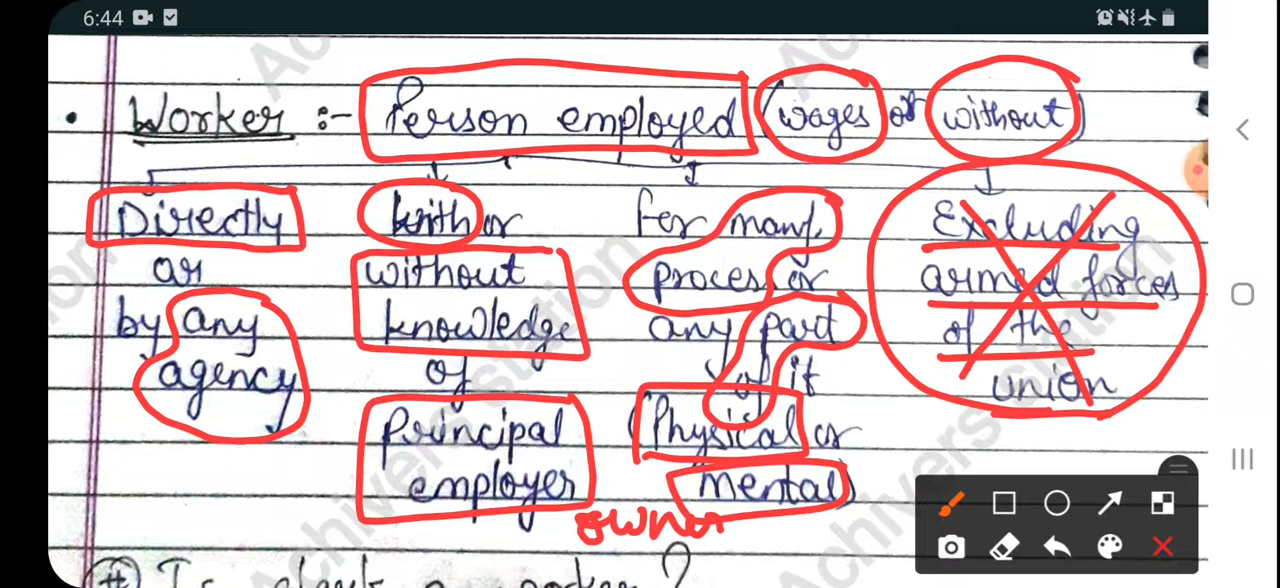 6:44
• Worker :- Person employed (wages or without)
Directly
or
by any
agency
with or
without
knowledge
of
Principal
employer
owner
for manf.
process or
any part
of it
(Physical or
mental)
Excluding
armed forces
of the
union